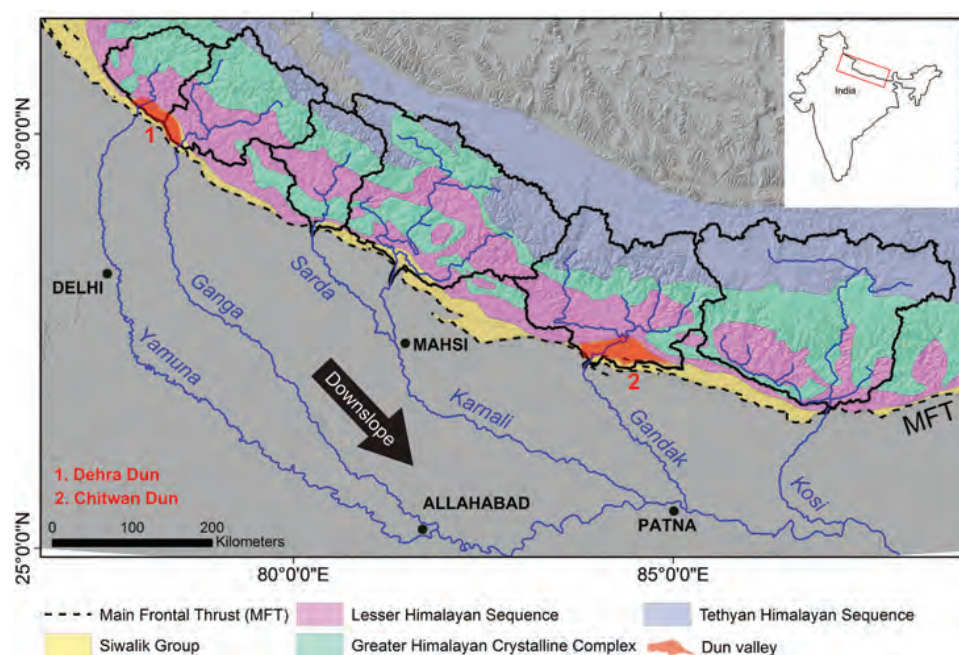 India
30°0'0"N
1
DELHI
Yamuna
Ganga
Sarda
MAHSI
Karnali
Downslope
2
Gandak
Kosi
MFT
1. Dehra Dun
2. Chitwan Dun
ALLAHABAD
PATNA
0 50 100 200
Kilometers
25°0'0"N
80°0'0"E
85°0'0"E
Main Frontal Thrust (MFT)
Lesser Himalayan Sequence
Tethyan Himalayan Sequence
Siwalik Group
Greater Himalayan Crystalline Complex
Dun valley